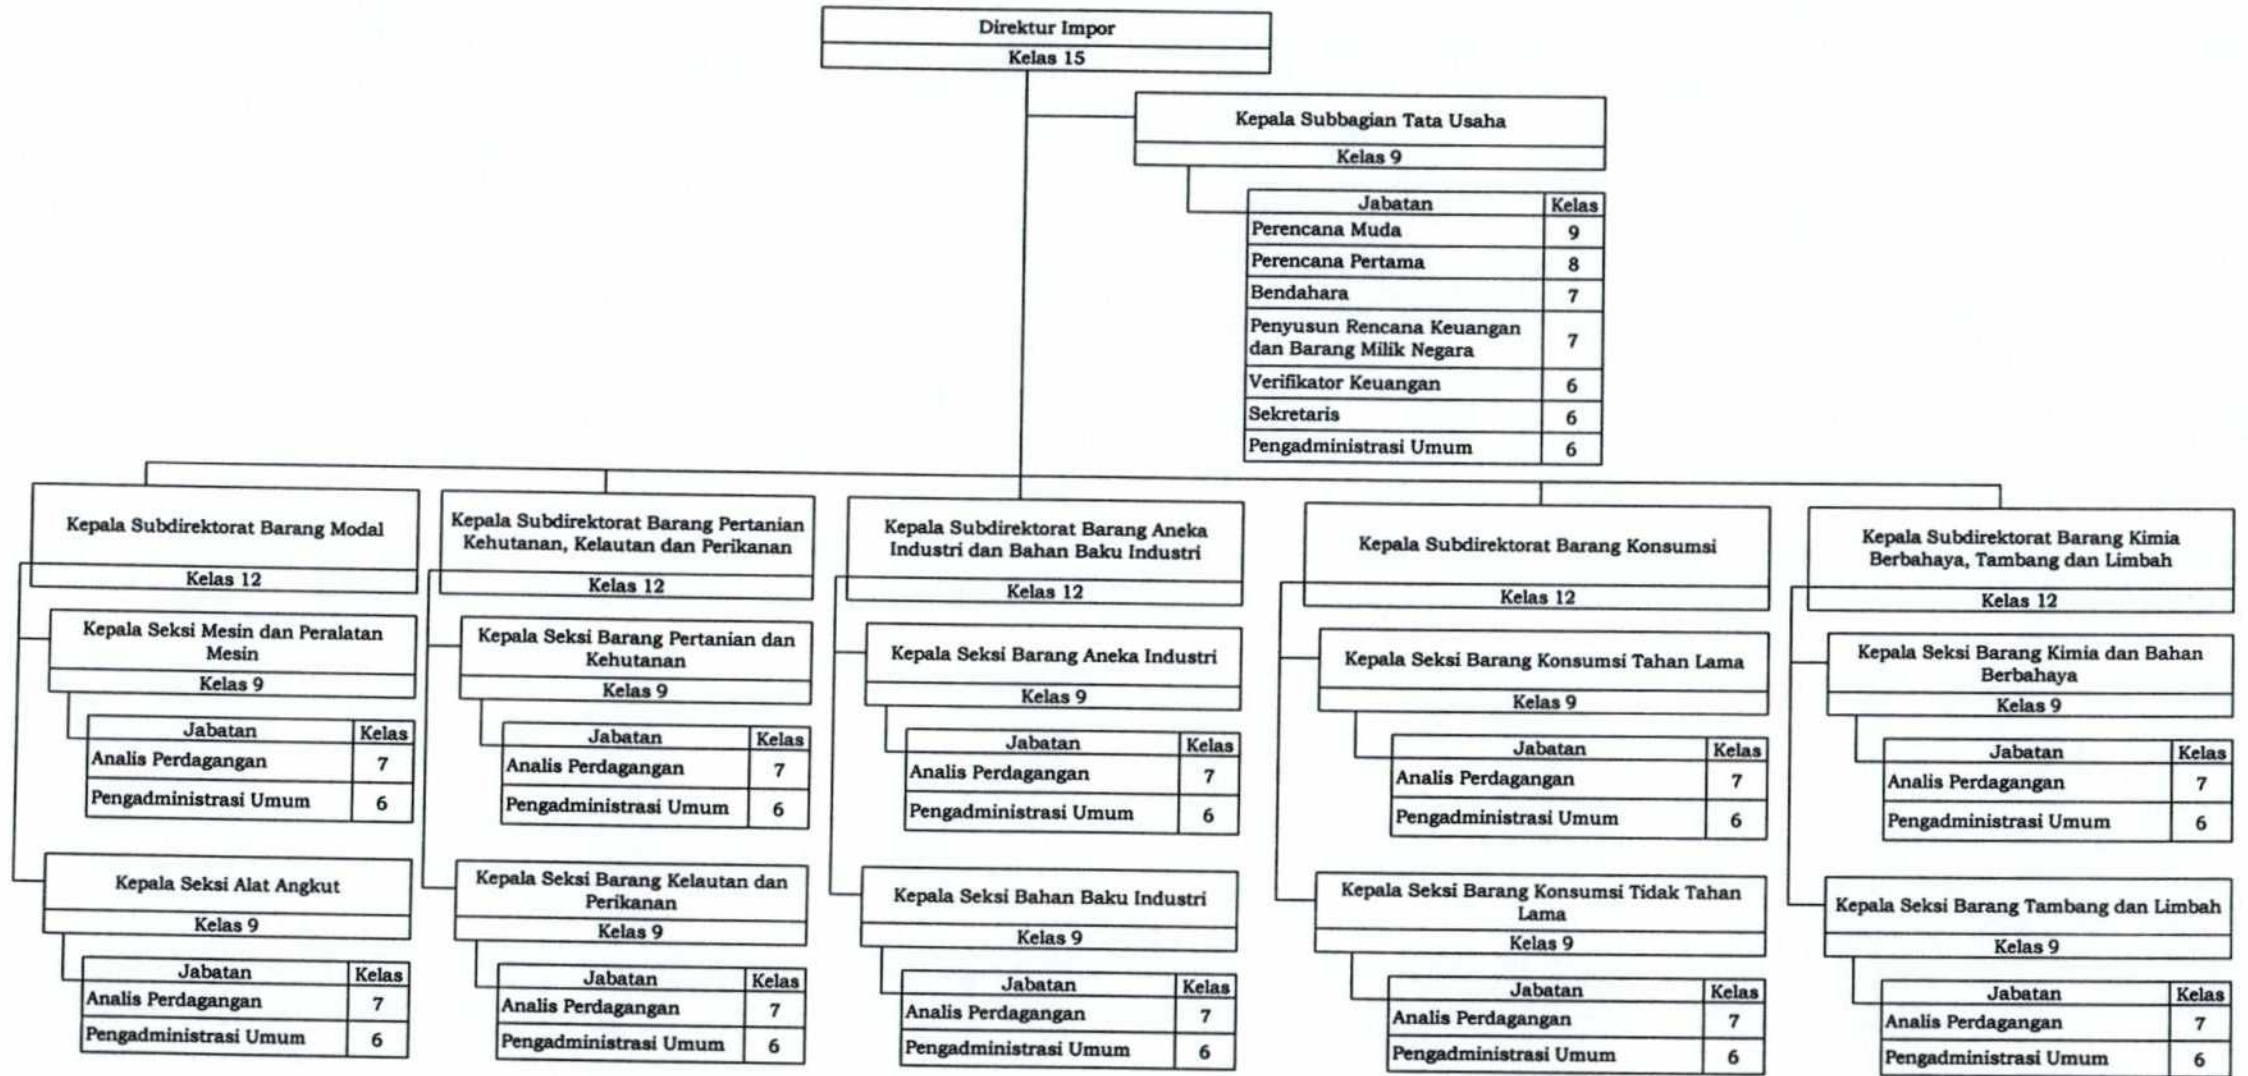 Direktur Impor
Kelas 15
Kepala Subbagian Tata Usaha
Kelas 9
Jabatan Kelas
Perencana Muda 9
Perencana Pertama 8
Bendahara 7
Penyusun Rencana Keuangan
dan Barang Milik Negara 7
Verifikator Keuangan 6
Sekretaris 6
Pengadministrasi Umum 6
Kepala Subdirektorat Barang Modal
Kelas 12
Kepala Seksi Mesin dan Peralatan
Mesin
Kelas 9
Jabatan Kelas
Analis Perdagangan 7
Pengadministrasi Umum 6
Kepala Seksi Alat Angkut
Kelas 9
Jabatan Kelas
Analis Perdagangan 7
Pengadministrasi Umum 6
Kepala Subdirektorat Barang Pertanian
Kehutanan, Kelautan dan Perikanan
Kelas 12
Kepala Seksi Barang Pertanian dan
Kehutanan
Kelas 9
Jabatan Kelas
Analis Perdagangan 7
Pengadministrasi Umum 6
Kepala Seksi Barang Kelautan dan
Perikanan
Kelas 9
Jabatan Kelas
Analis Perdagangan 7
Pengadministrasi Umum 6
Kepala Subdirektorat Barang Aneka
Industri dan Bahan Baku Industri
Kelas 12
Kepala Seksi Barang Aneka Industri
Kelas 9
Jabatan Kelas
Analis Perdagangan 7
Pengadministrasi Umum 6
Kepala Seksi Bahan Baku Industri
Kelas 9
Jabatan Kelas
Analis Perdagangan 7
Pengadministrasi Umum 6
Kepala Subdirektorat Barang Konsumsi
Kelas 12
Kepala Seksi Barang Konsumsi Tahan Lama
Kelas 9
Jabatan Kelas
Analis Perdagangan 7
Pengadministrasi Umum 6
Kepala Seksi Barang Konsumsi Tidak Tahan
Lama
Kelas 9
Jabatan Kelas
Analis Perdagangan 7
Pengadministrasi Umum 6
Kepala Subdirektorat Barang Kimia
Berbahaya, Tambang dan Limbah
Kelas 12
Kepala Seksi Barang Kimia dan Bahan
Berbahaya
Kelas 9
Jabatan Kelas
Analis Perdagangan 7
Pengadministrasi Umum 6
Kepala Seksi Barang Tambang dan Limbah
Kelas 9
Jabatan Kelas
Analis Perdagangan 7
Pengadministrasi Umum 6